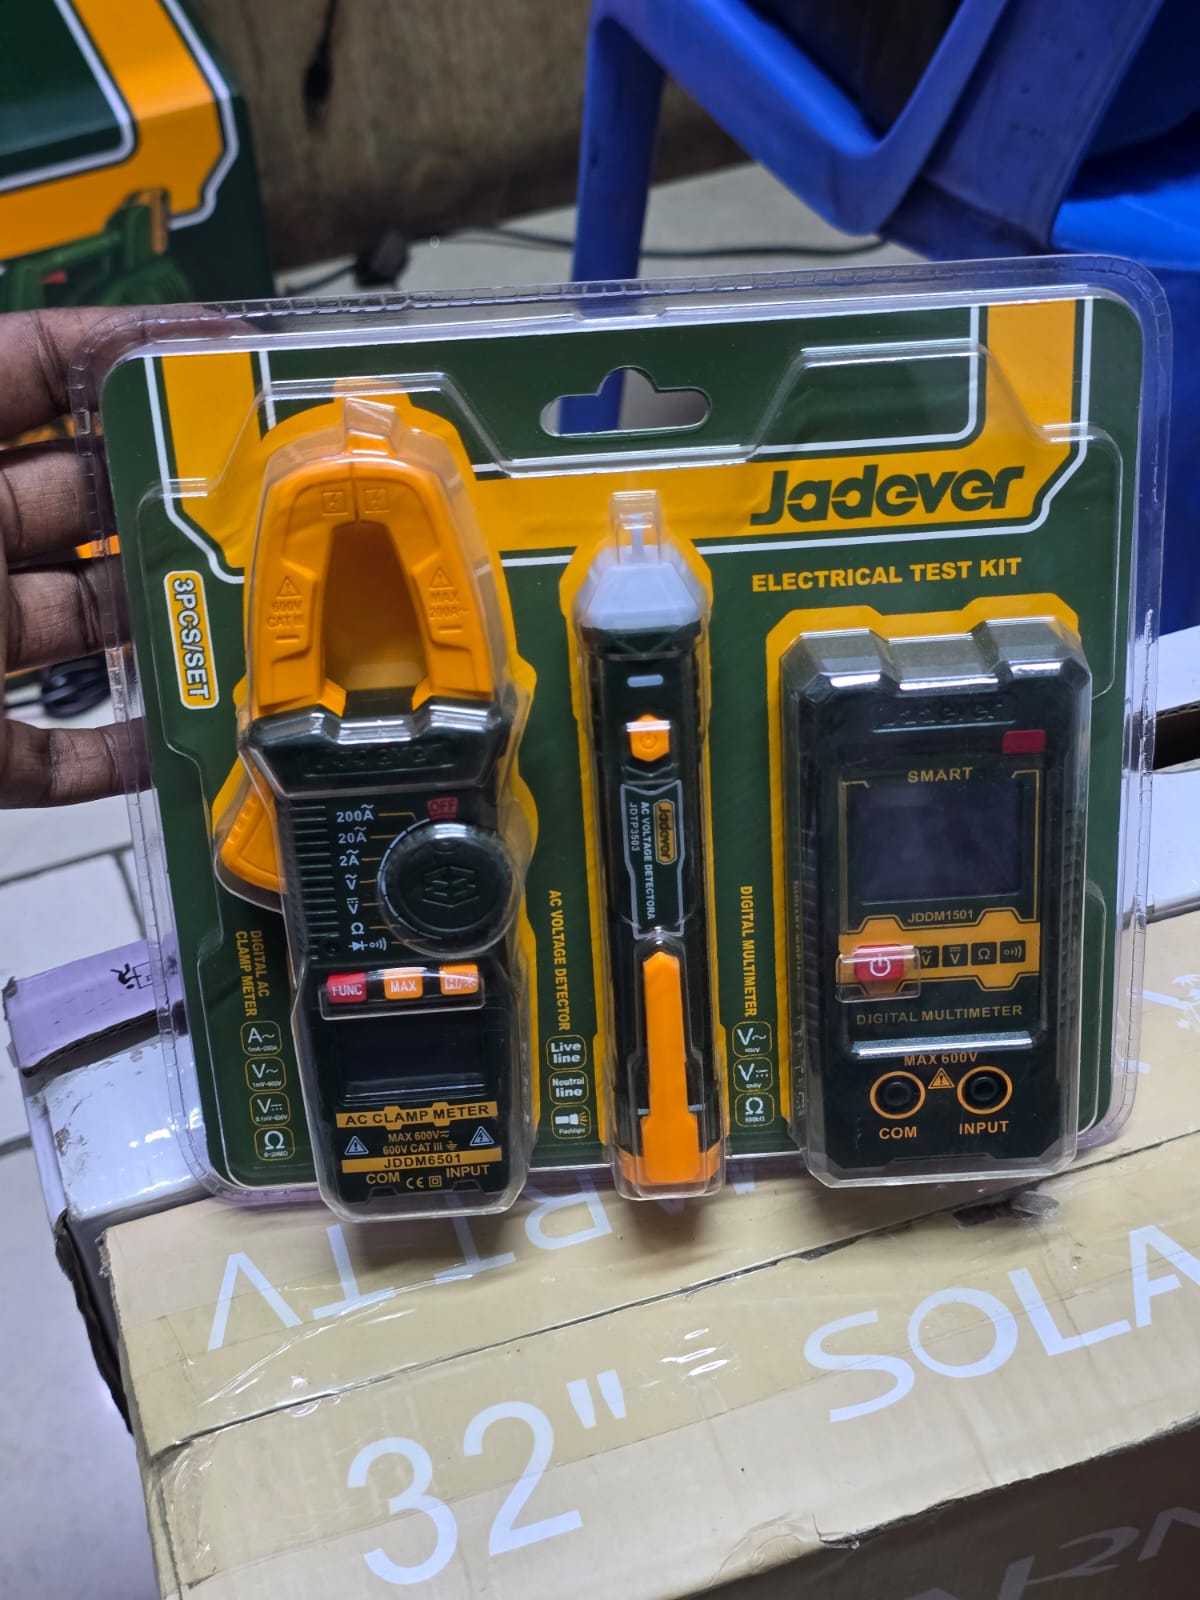 Jadever
ELECTRICAL TEST KIT
3PCS/SET
600V
CAT III
MAX
200A~
Jadever
OFF
200A
20A
2A
V
V
Ω
FUNC
MAX
DIGITAL AC
CLAMP METER
A~
V~
V
Ω
AC CLAMP METER
MAX 600V
600V CAT III
JDDM6501
COM INPUT
CE
Jadever
AC VOLTAGE DETECTORA
JDTP3503
AC VOLTAGE DETECTOR
Live
line
Neutral
line
Flashlight
DIGITAL MULTIMETER
V~
600V
V
Ω
Jadever
SMART
JDDM1501
V
V
Ω
DIGITAL MULTIMETER
MAX 600V
COM INPUT
32" SOLA